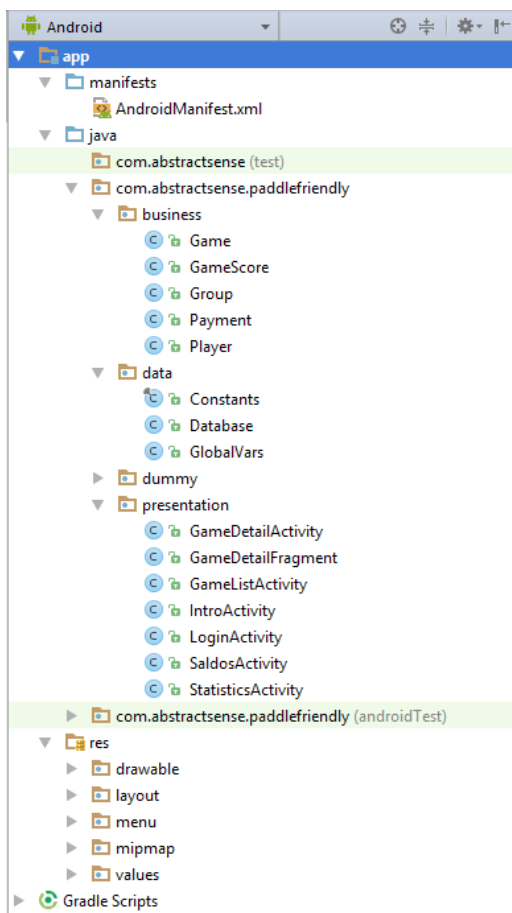 Android
app
manifests
AndroidManifest.xml
java
com.abstractsense (test)
com.abstractsense.paddlefriendly
business
Game
GameScore
Group
Payment
Player
data
Constants
Database
GlobalVars
dummy
presentation
GameDetailActivity
GameDetailFragment
GameListActivity
IntroActivity
LoginActivity
SaldosActivity
StatisticsActivity
com.abstractsense.paddlefriendly (androidTest)
res
drawable
layout
menu
mipmap
values
Gradle Scripts